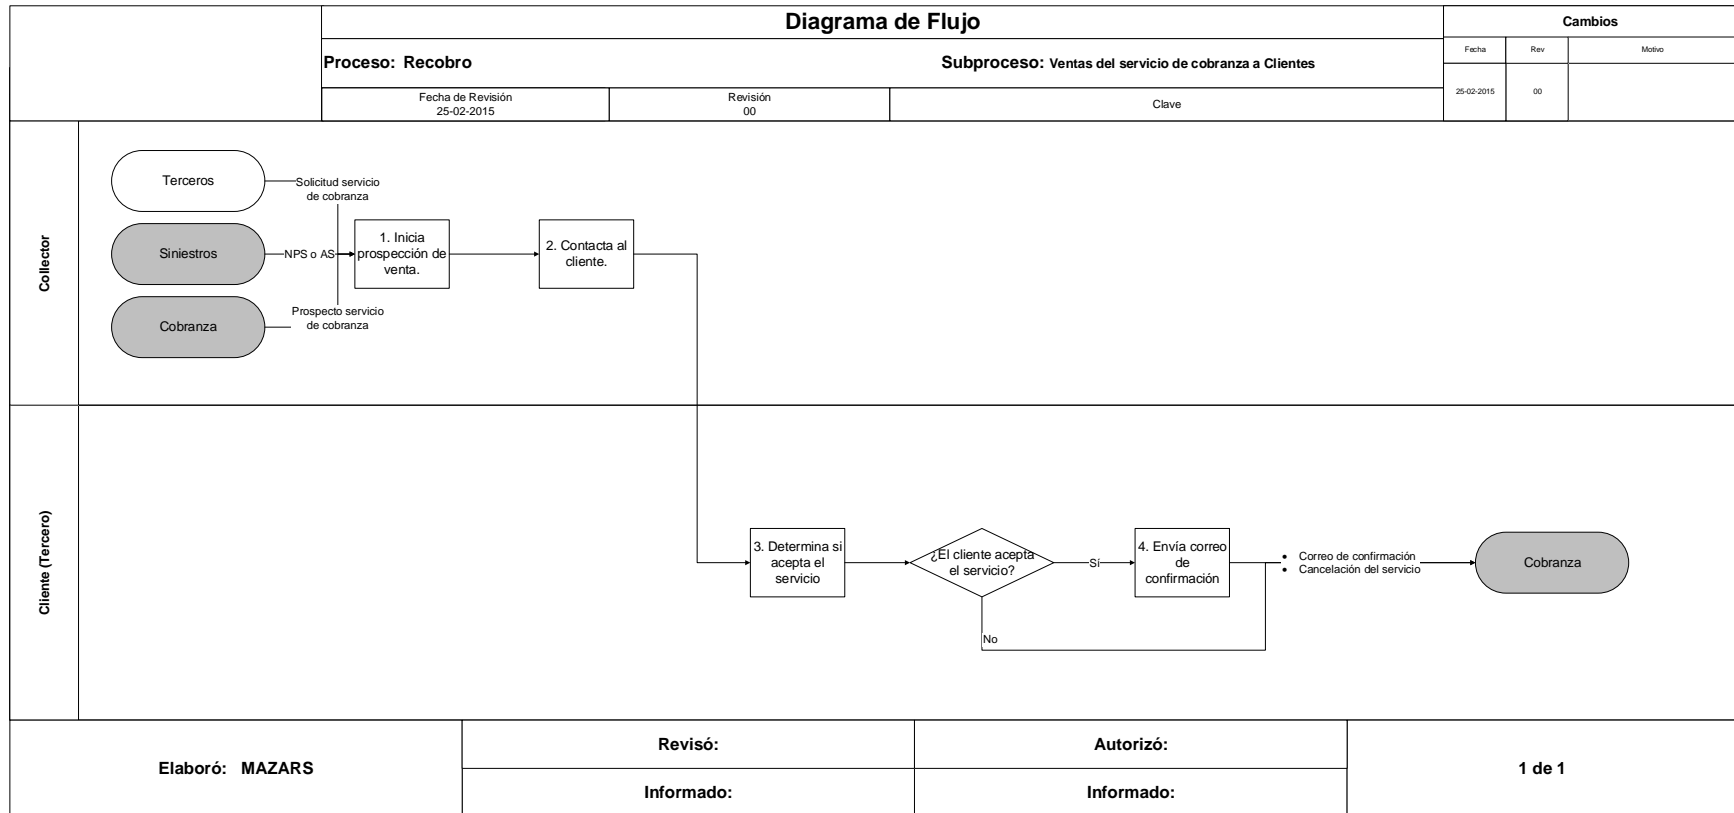 Diagrama de Flujo
Cambios
Proceso: Recobro
Subproceso: Ventas del servicio de cobranza a Clientes
Fecha
Rev
Motivo
Fecha de Revisión
25-02-2015
Revisión
00
Clave
25-02-2015
00
Collector
Terceros
Solicitud servicio
de cobranza
Siniestros
NPS o AS
1. Inicia
prospección de
venta.
2. Contacta al
cliente.
Cobranza
Prospecto servicio
de cobranza
Cliente (Tercero)
3. Determina si
acepta el
servicio
¿El cliente acepta
el servicio?
Sí
No
4. Envía correo
de
confirmación
• Correo de confirmación
• Cancelación del servicio
Cobranza
Elaboró: MAZARS
Revisó:
Autorizó:
Informado:
Informado:
1 de 1